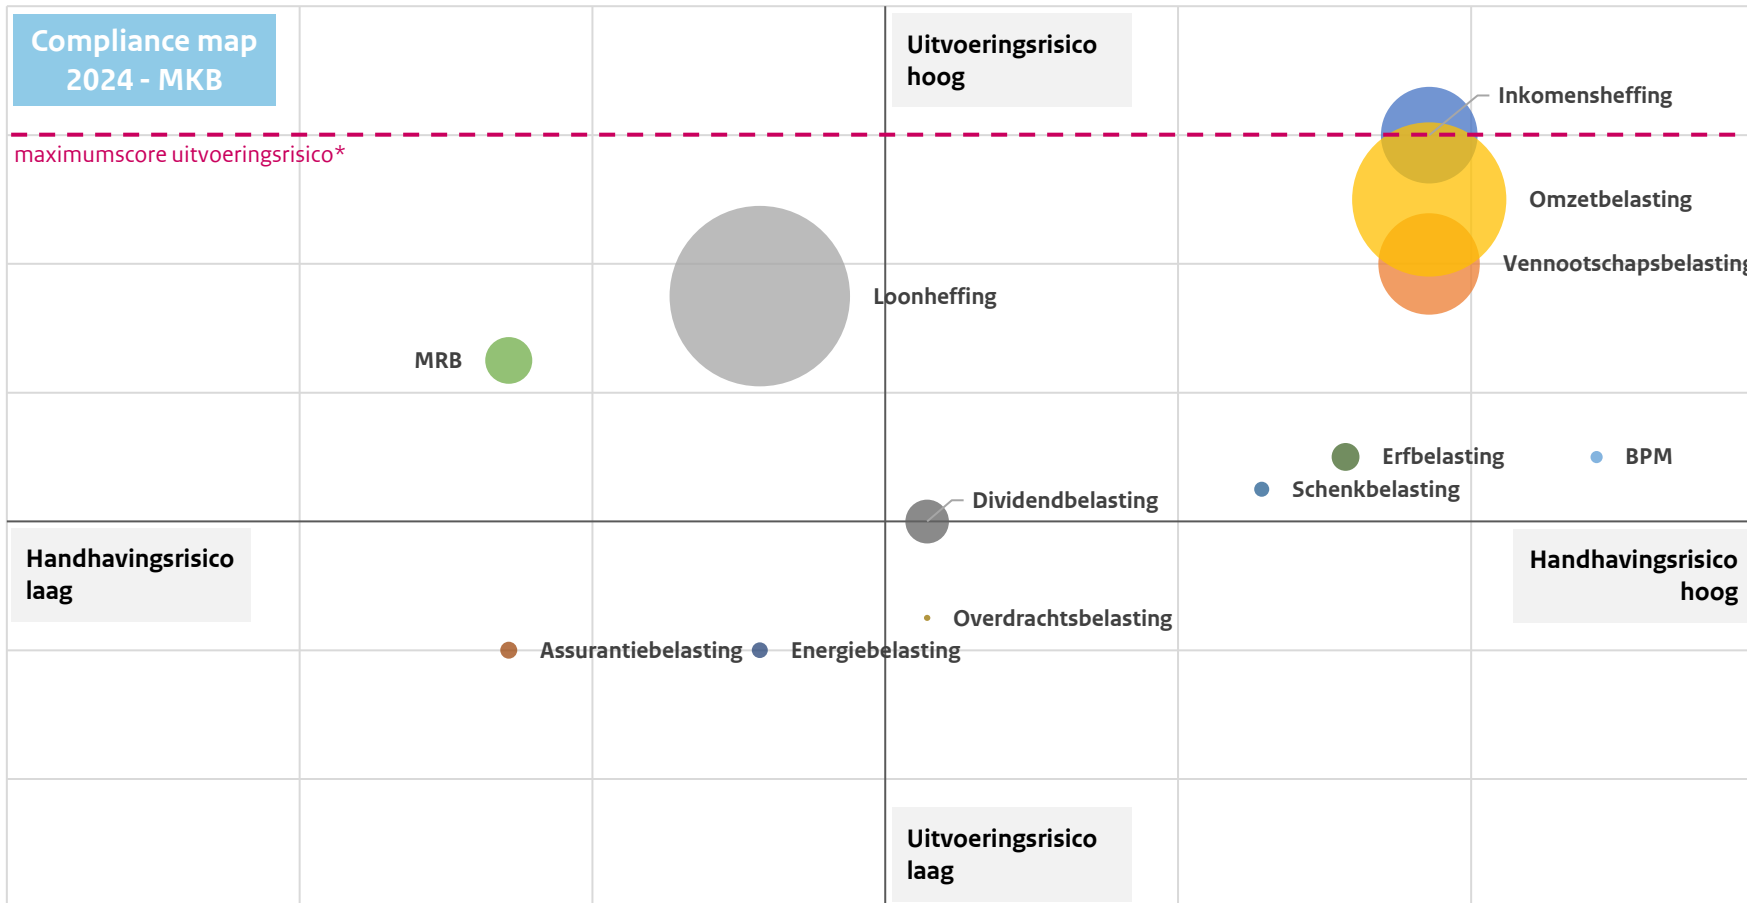 Compliance map
2024 - MKB
Uitvoeringsrisico
hoog
Inkomensheffing
maximumscore uitvoeringsrisico*
Omzetbelasting
Vennootschapsbelasting
Loonheffing
MRB
Erfbelasting
BPM
Schenkbelasting
Dividendbelasting
Handhavingsrisico
laag
Handhavingsrisico
hoog
Overdrachtsbelasting
Assurantiebelasting
Energiebelasting
Uitvoeringsrisico
laag